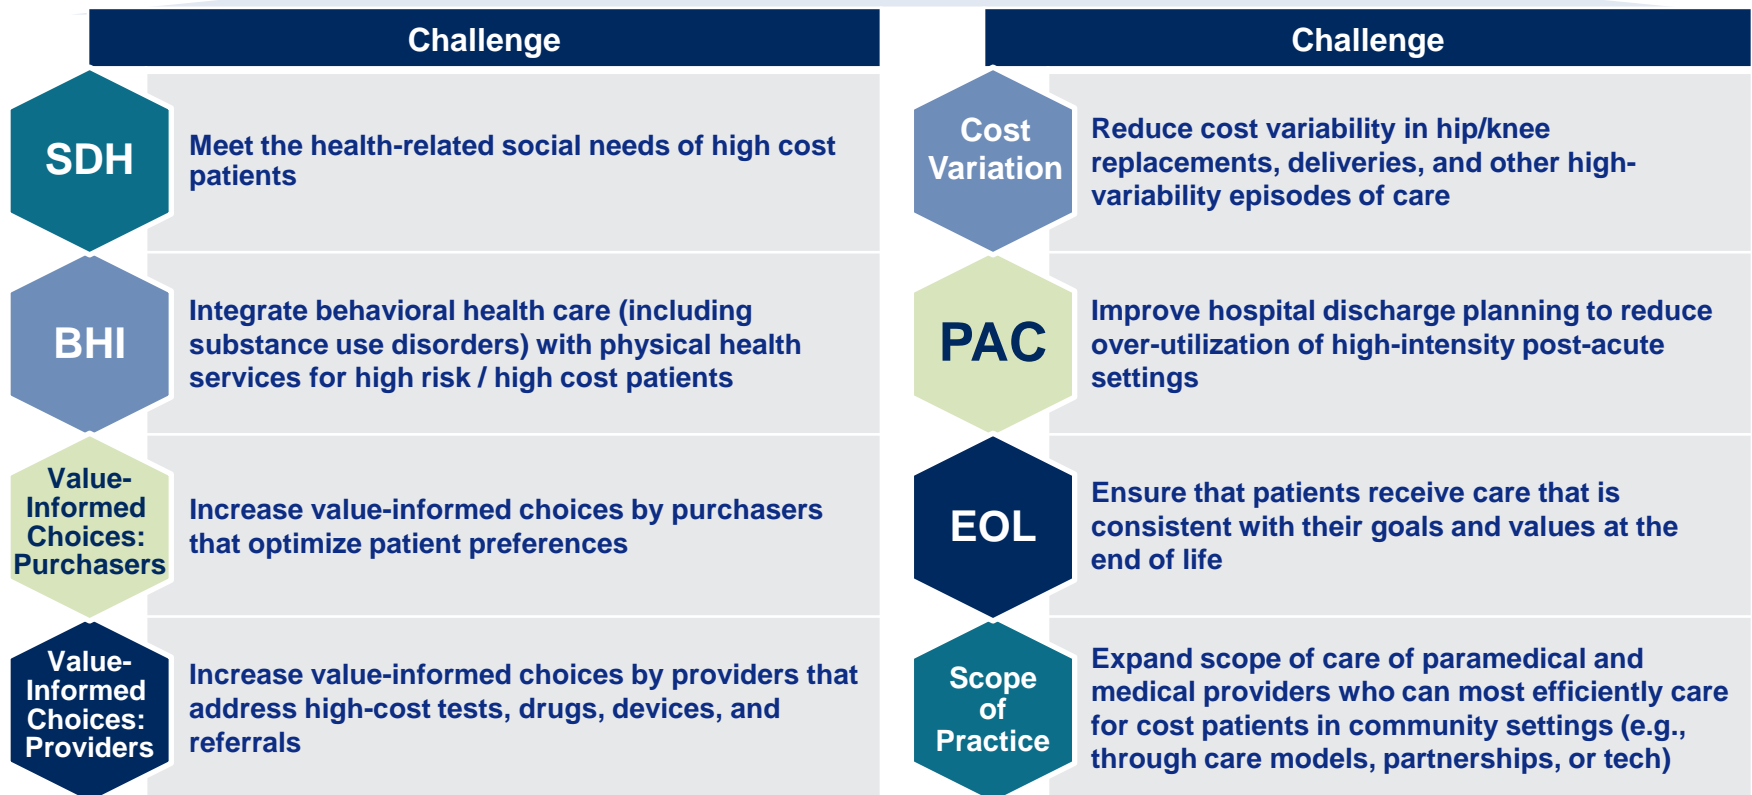 Challenge
SDH
Meet the health-related social needs of high cost
patients
BHI
Integrate behavioral health care (including
substance use disorders) with physical health
services for high risk / high cost patients
Value-
Informed
Choices:
Purchasers
Increase value-informed choices by purchasers
that optimize patient preferences
Value-
Informed
Choices:
Providers
Increase value-informed choices by providers that
address high-cost tests, drugs, devices, and
referrals
Challenge
Cost
Variation
Reduce cost variability in hip/knee
replacements, deliveries, and other high-
variability episodes of care
PAC
Improve hospital discharge planning to reduce
over-utilization of high-intensity post-acute
settings
EOL
Ensure that patients receive care that is
consistent with their goals and values at the
end of life
Scope
of
Practice
Expand scope of care of paramedical and
medical providers who can most efficiently care
for cost patients in community settings (e.g.,
through care models, partnerships, or tech)